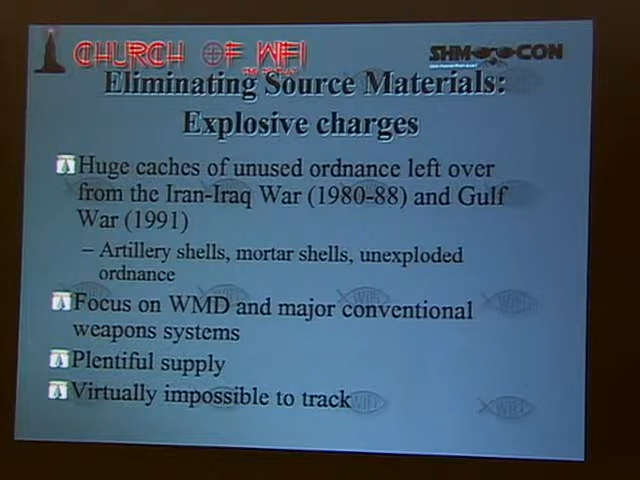 CHURCH OF WIFI
SHMOOCON
Eliminating Source Materials:
Explosive charges
Huge caches of unused ordnance left over
from the Iran-Iraq War (1980-88) and Gulf
War (1991)
– Artillery shells, mortar shells, unexploded
ordnance
Focus on WMD and major conventional
weapons systems
Plentiful supply
Virtually impossible to track
WIFI
WIFI